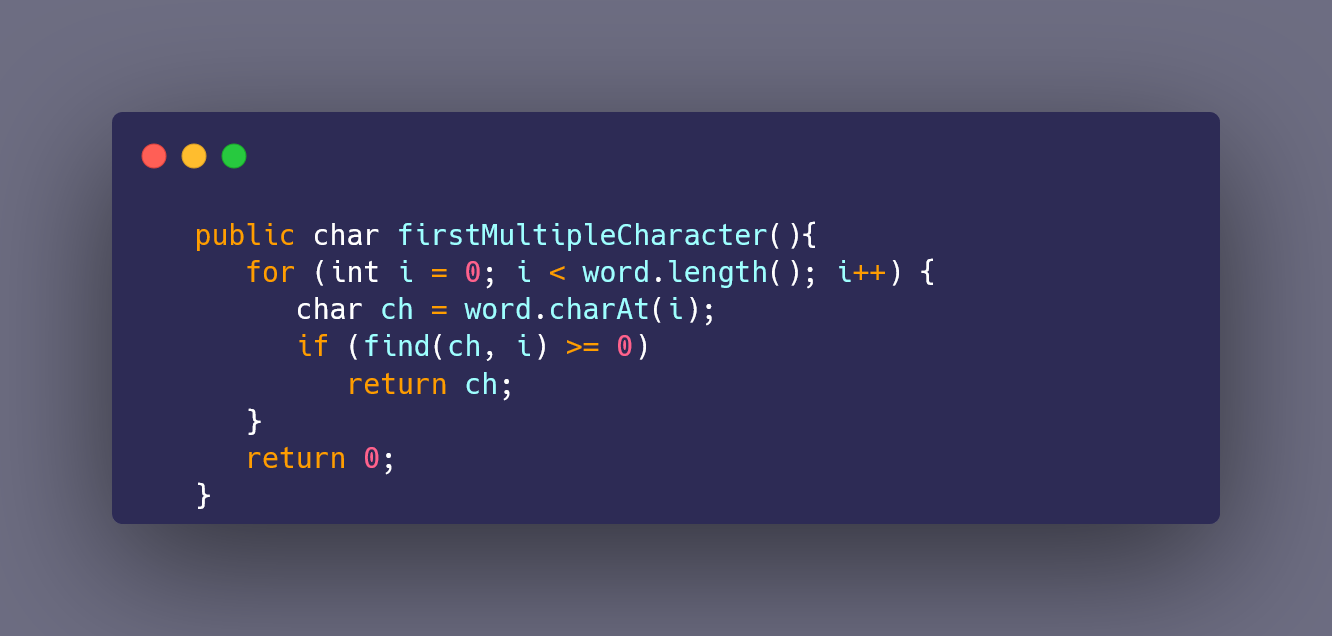 public char firstMultipleCharacter(){
for (int i = 0; i < word.length(); i++) {
char ch = word.charAt(i);
if (find(ch, i) >= 0)
return ch;
}
return 0;
}